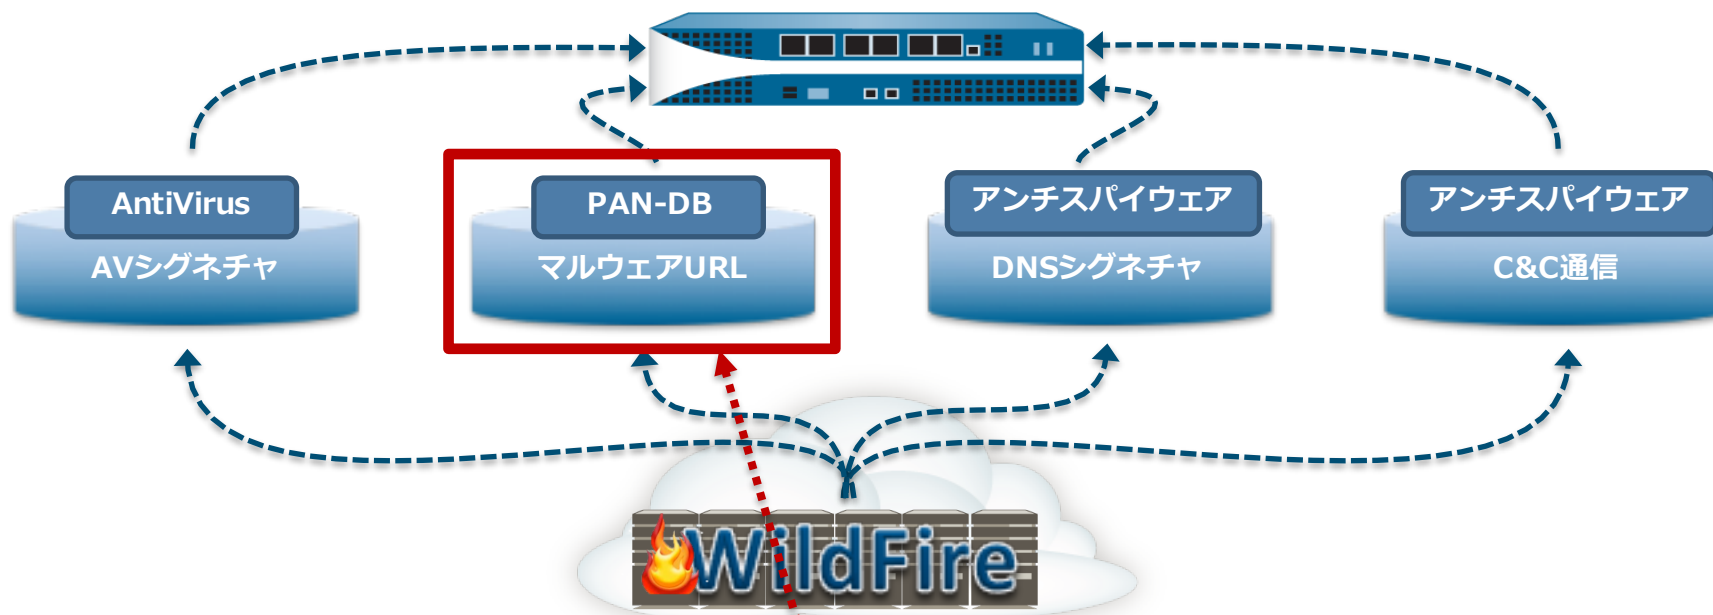 AntiVirus
AVシグネチャ
PAN-DB
マルウェアURL
アンチスパイウェア
DNSシグネチャ
アンチスパイウェア
C&C通信
WildFire